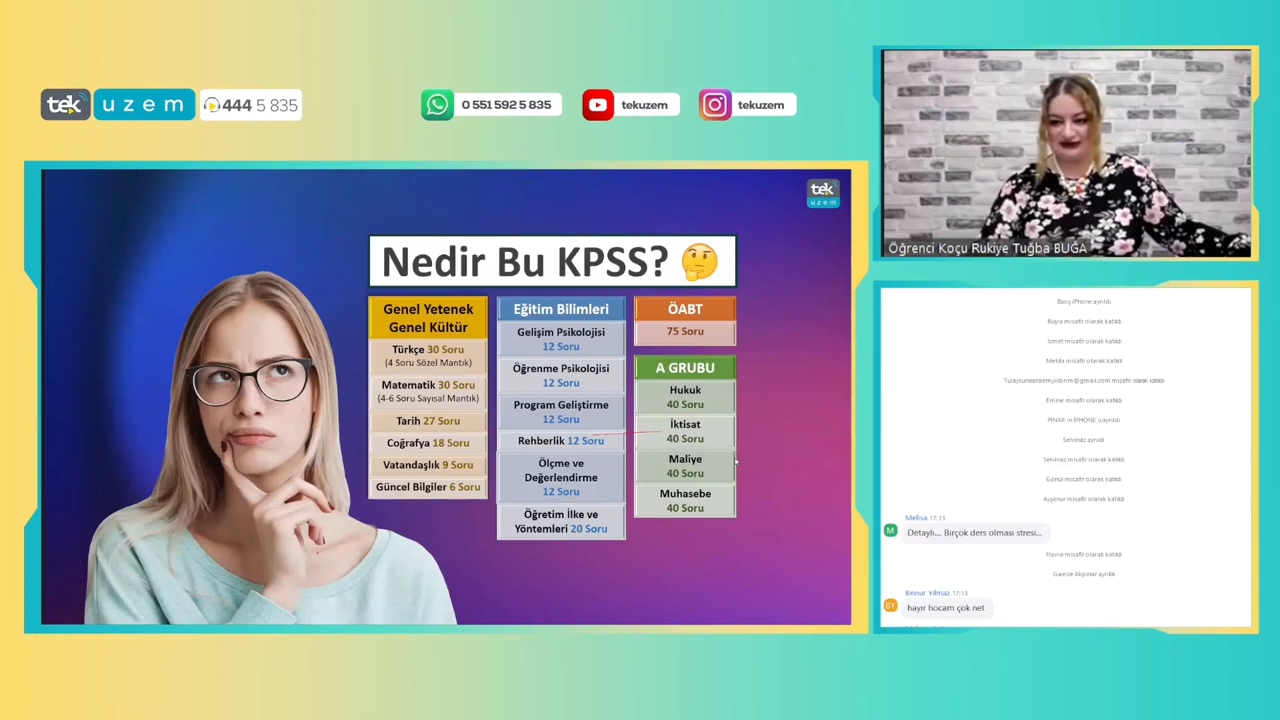 tek
uzem
444 5 835
0 551 592 5 835
tekuzem
tekuzem
tek
uzem
Nedir Bu KPSS?
Genel Yetenek
Genel Kültür
Türkçe 30 Soru
(4 Soru Sözel Mantık)
Matematik 30 Soru
(4-6 Soru Sayısal Mantık)
Tarih 27 Soru
Coğrafya 18 Soru
Vatandaşlık 9 Soru
Güncel Bilgiler 6 Soru
Eğitim Bilimleri
Gelişim Psikolojisi
12 Soru
Öğrenme Psikolojisi
12 Soru
Program Geliştirme
12 Soru
Rehberlik 12 Soru
Ölçme ve
Değerlendirme
12 Soru
Öğretim İlke ve
Yöntemleri 20 Soru
ÖABT
75 Soru
A GRUBU
Hukuk
40 Soru
İktisat
40 Soru
Maliye
40 Soru
Muhasebe
40 Soru
Öğrenci Koçu Rukiye Tuğba BUĞA
Barış iPhone ayrıldı
Büşra misafir olarak katıldı
İsmet misafir olarak katıldı
Melda misafir olarak katıldı
misafir olarak katıldı
Emine misafir olarak katıldı
PINAR in İPHONE'u ayrıldı
Selvinaz ayrıldı
Selvinaz misafir olarak katıldı
Gönül misafir olarak katıldı
Ayşenur misafir olarak katıldı
Melisa 17:13
M
Detaylı.... Birçok ders olması stresi...
Havva misafir olarak katıldı
Gamze Akpınar ayrıldı
Binnur Yılmaz 17:13
BY
hayır hocam çok net